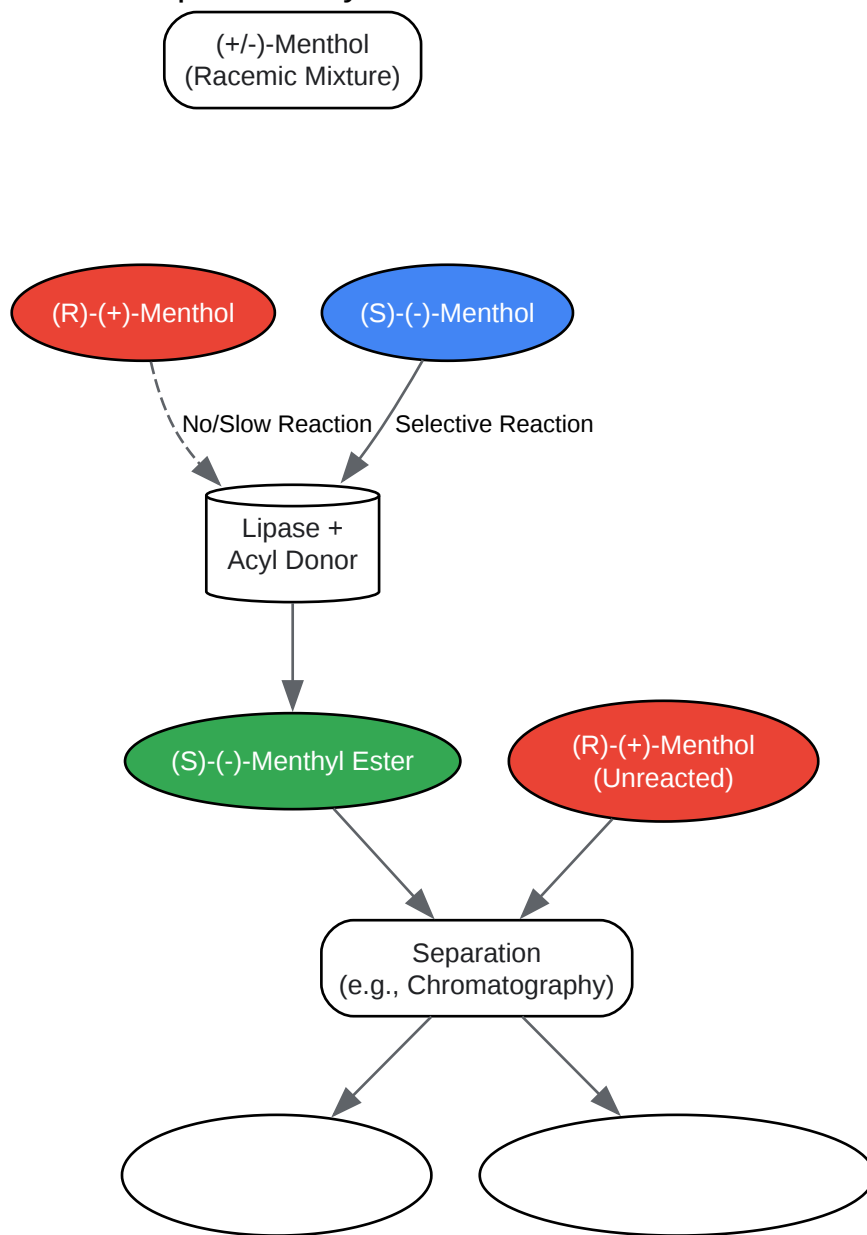 (+/-)-Menthol
(Racemic Mixture)
(R)-(+)-Menthol
(S)-(-)-Menthol
No/Slow Reaction
Selective Reaction
Lipase +
Acyl Donor
(S)-(-)-Menthyl Ester
(R)-(+)-Menthol
(Unreacted)
Separation
(e.g., Chromatography)